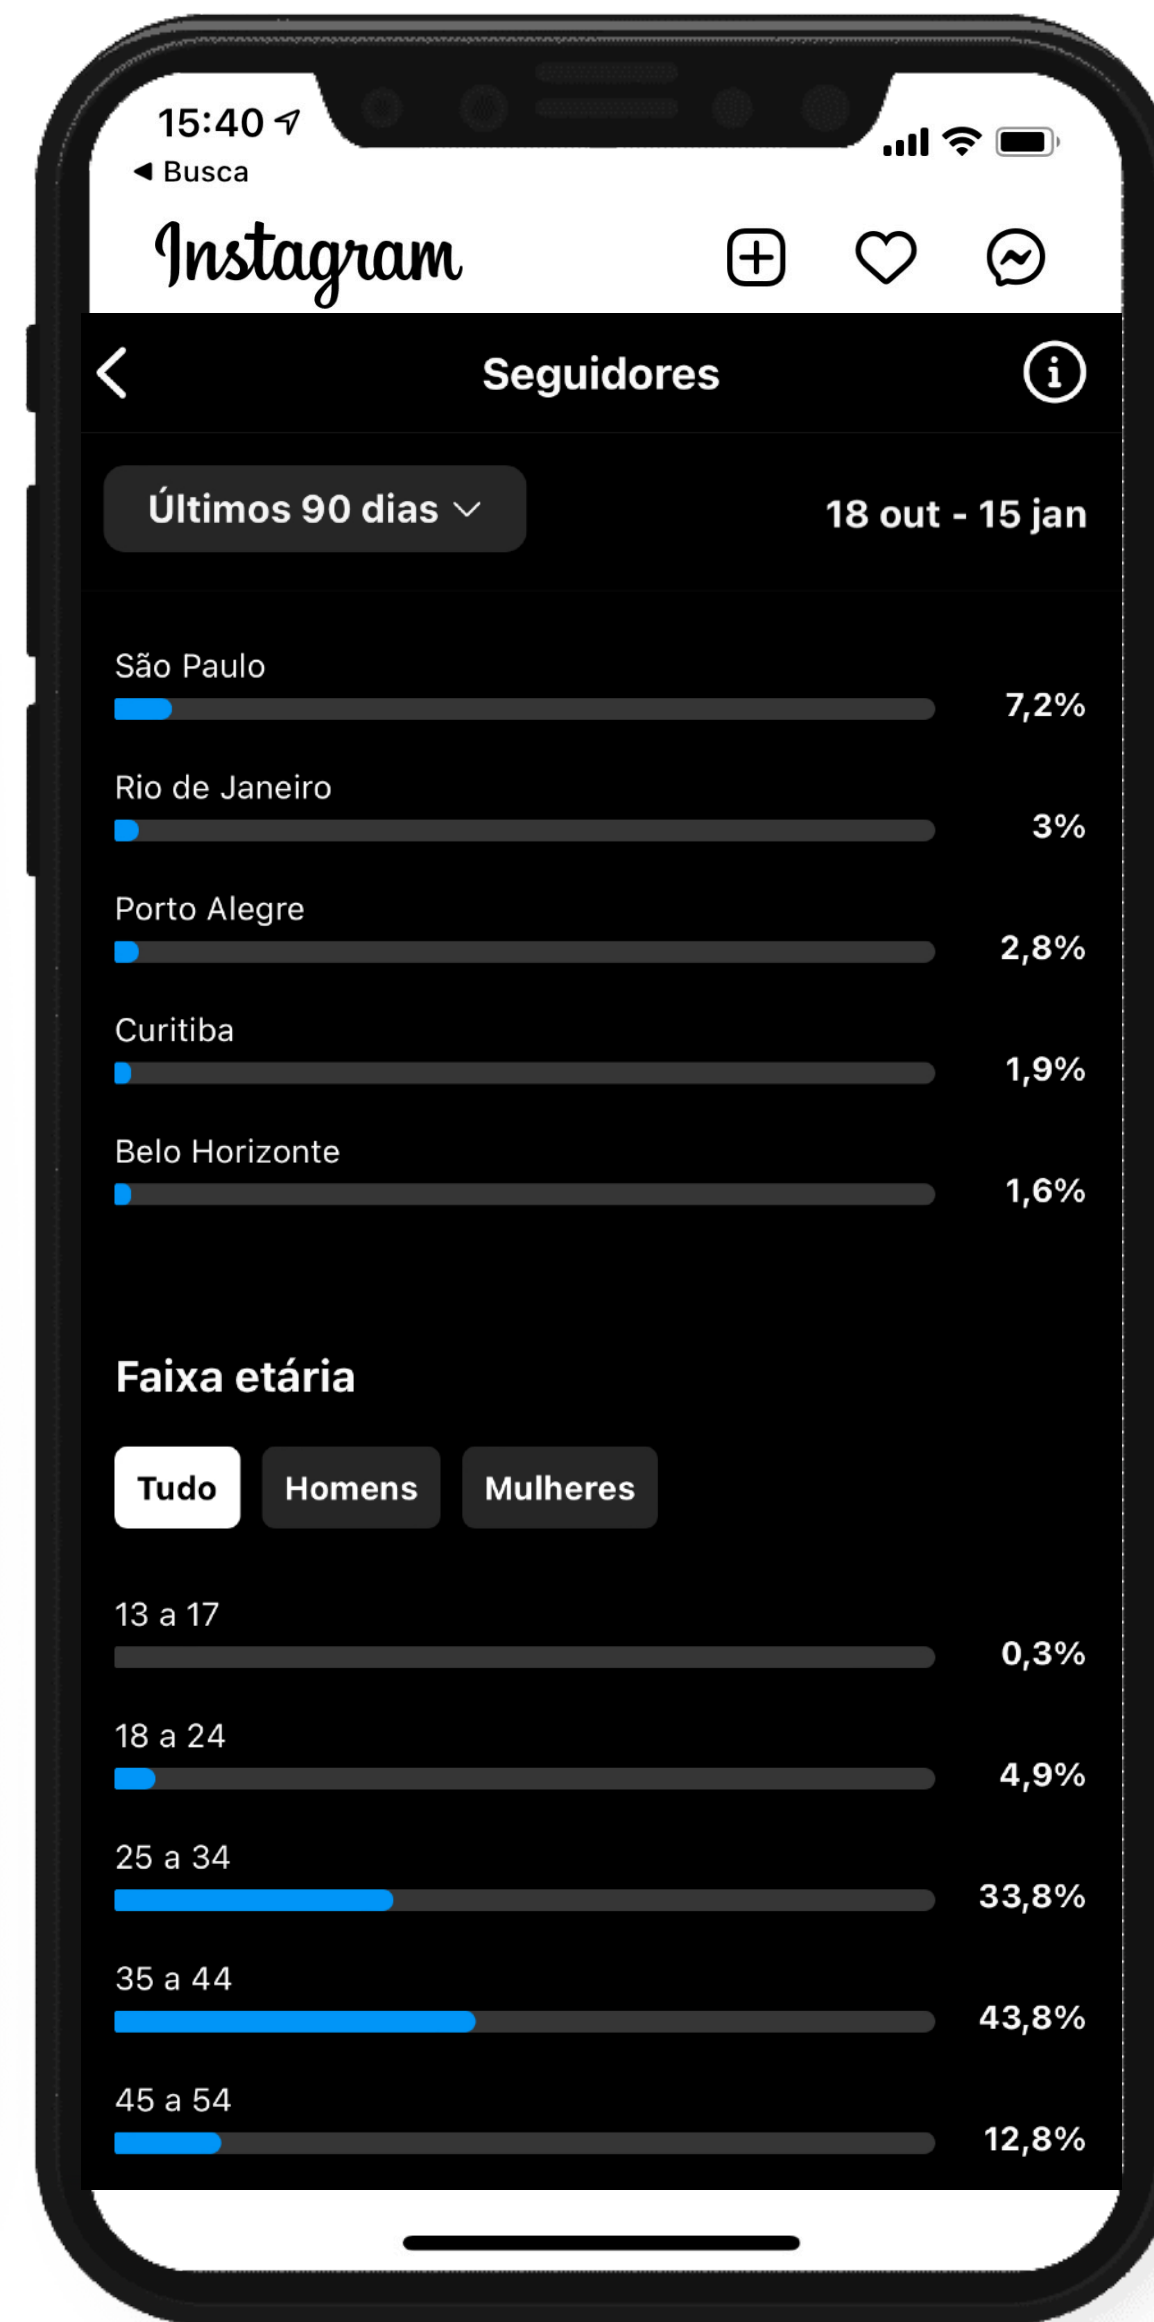 15:40
Busca
Instagram
Seguidores
Últimos 90 dias
18 out - 15 jan
São Paulo
7,2%
Rio de Janeiro
3%
Porto Alegre
2,8%
Curitiba
1,9%
Belo Horizonte
1,6%
Faixa etária
Tudo Homens Mulheres
13 a 17
0,3%
18 a 24
4,9%
25 a 34
33,8%
35 a 44
43,8%
45 a 54
12,8%